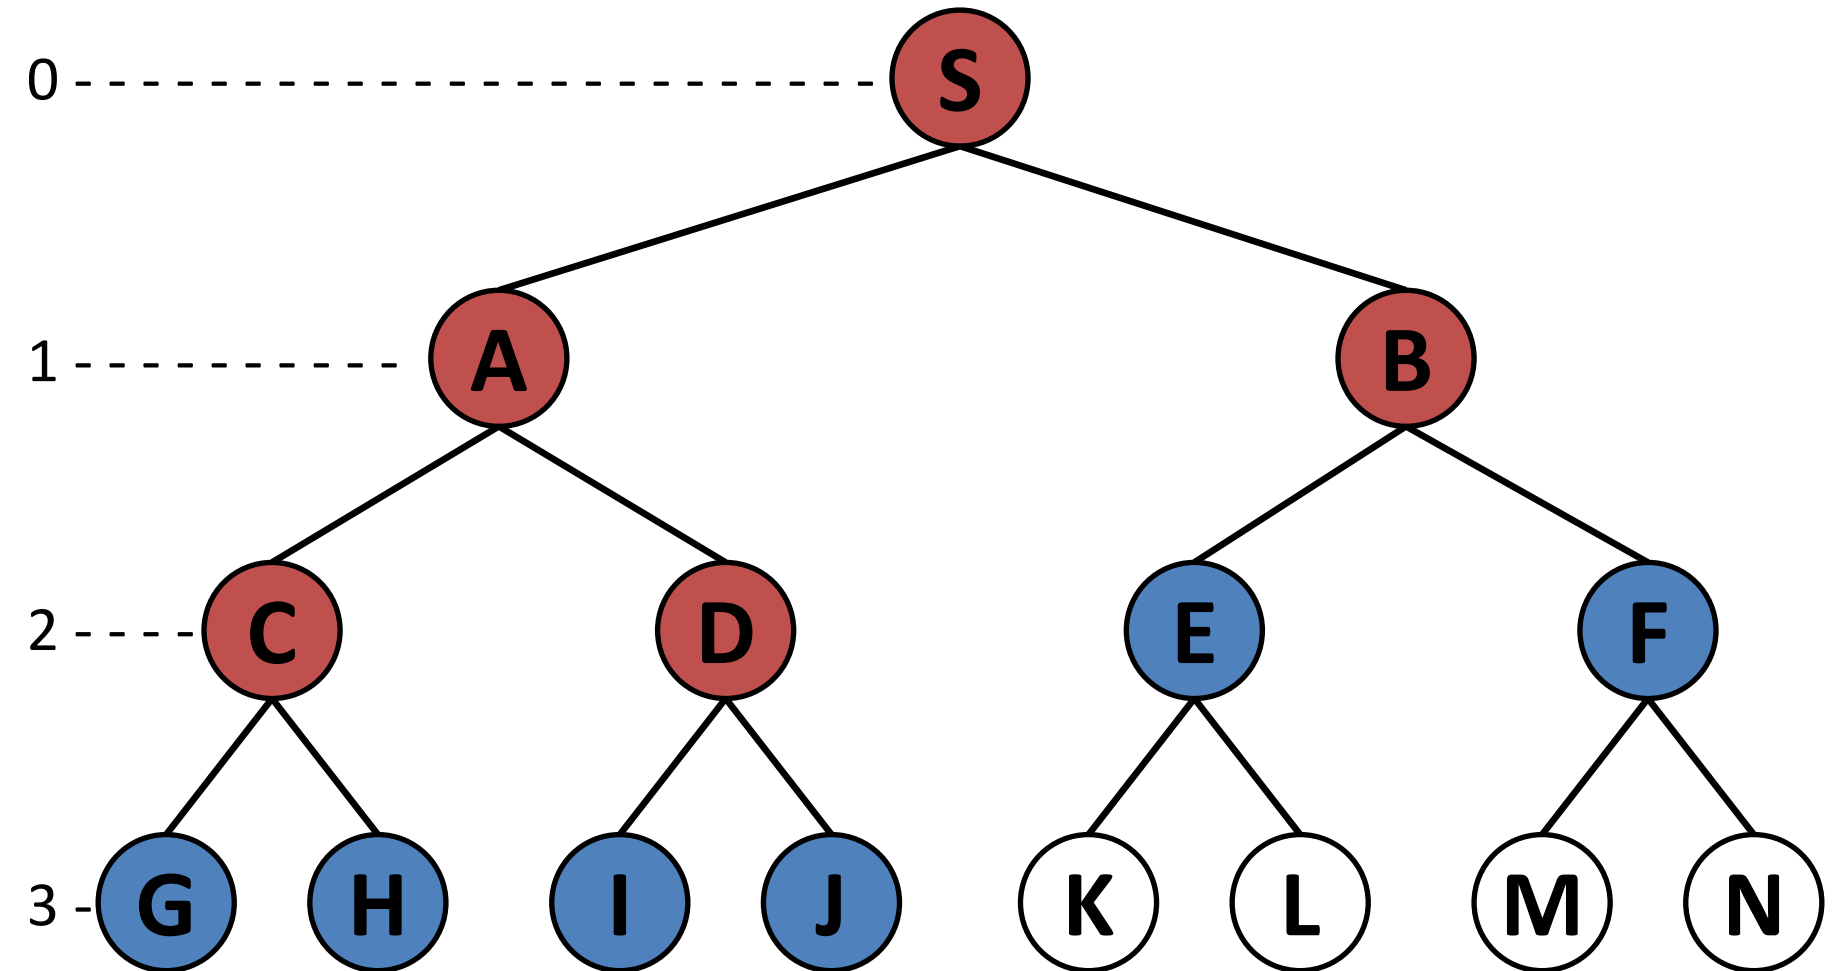 0 - - - - - - - - - - - - - - - - - - - - - - - - S
1 - - - - - - - - - - A B
2 - - - - C D E F
3 - G H I J K L M N